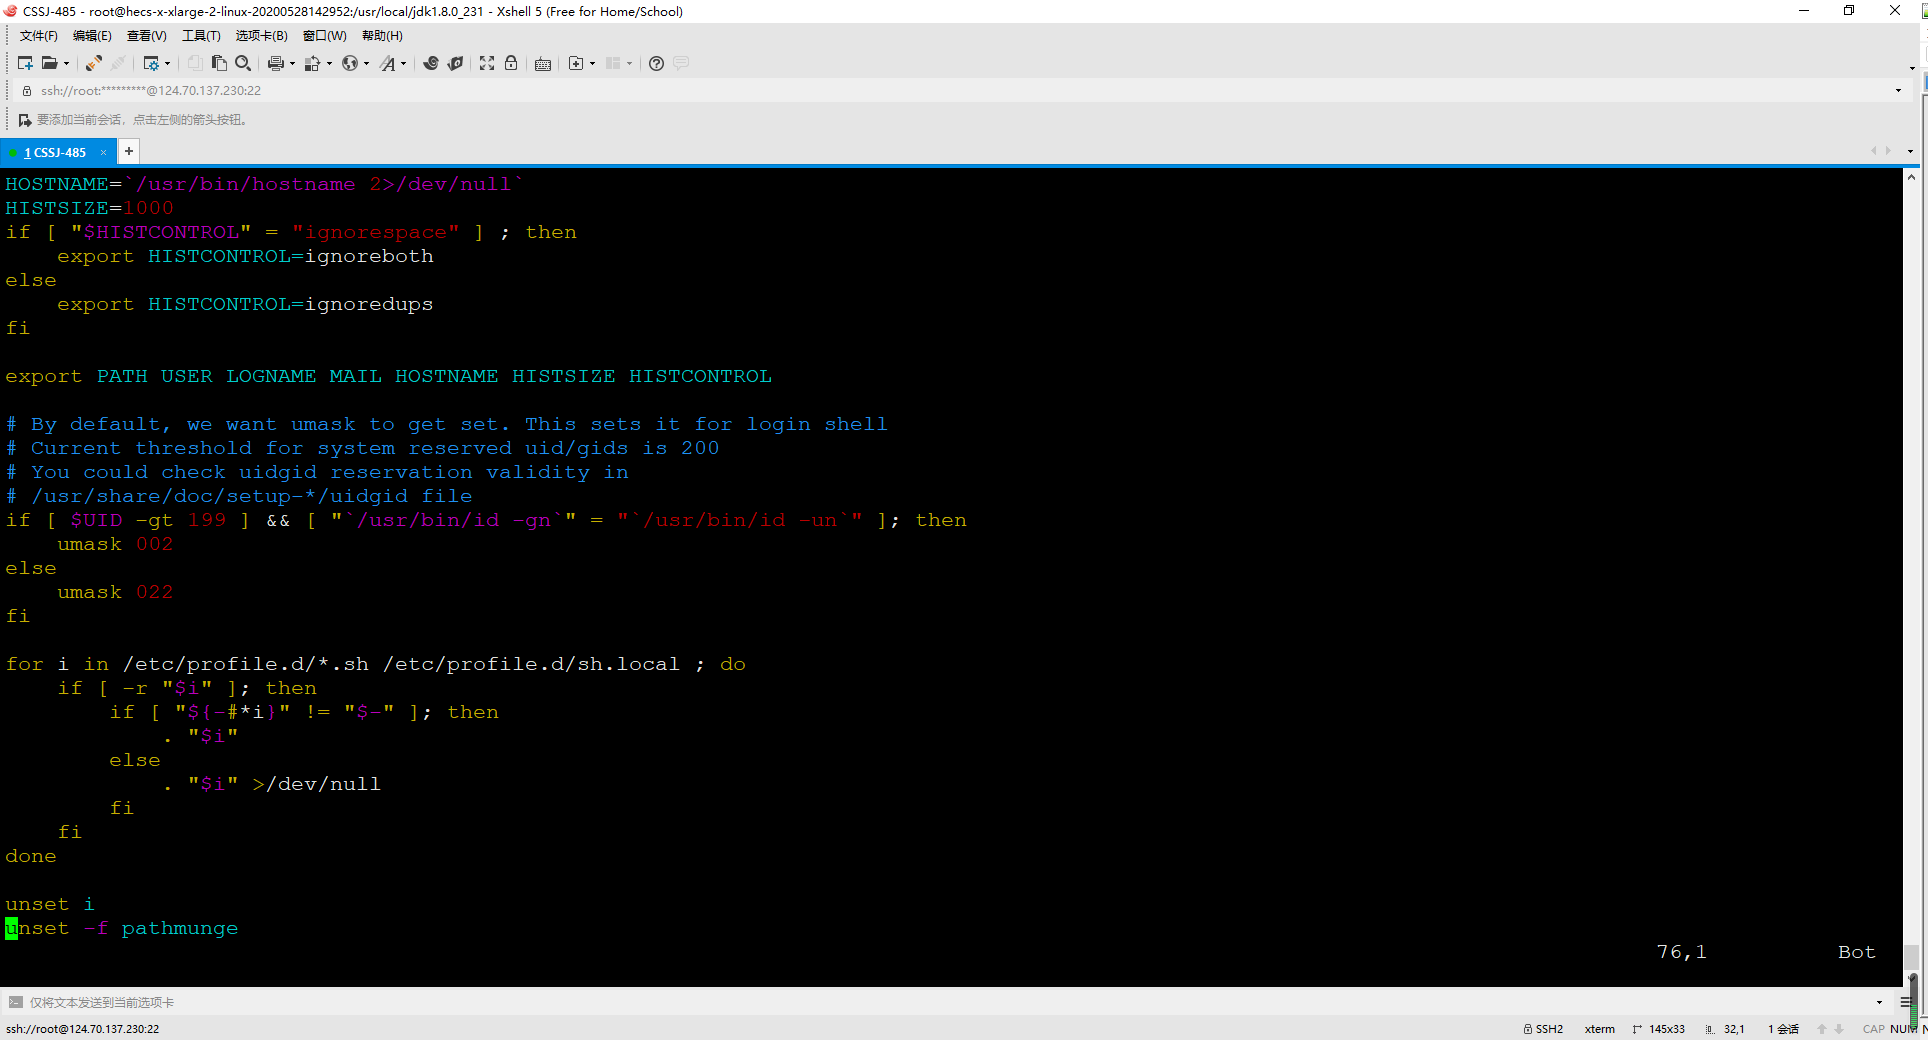 CSSJ-485 - root@hecs-x-xlarge-2-linux-20200528142952:/usr/local/jdk1.8.0_231 - Xshell 5 (Free for Home/School)
文件(F) 编辑(E) 查看(V) 工具(T) 选项卡(B) 窗口(W) 帮助(H)
ssh://root:*********@124.70.137.230:22
要添加当前会话，点击左侧的箭头按钮。
1 CSSJ-485 × +
HOSTNAME=`/usr/bin/hostname 2>/dev/null`
HISTSIZE=1000
if [ "$HISTCONTROL" = "ignorespace" ] ; then
    export HISTCONTROL=ignoreboth
else
    export HISTCONTROL=ignoredups
fi
export PATH USER LOGNAME MAIL HOSTNAME HISTSIZE HISTCONTROL
# By default, we want umask to get set. This sets it for login shell
# Current threshold for system reserved uid/gids is 200
# You could check uidgid reservation validity in
# /usr/share/doc/setup-*/uidgid file
if [ $UID -gt 199 ] && [ "`/usr/bin/id -gn`" = "`/usr/bin/id -un`" ]; then
    umask 002
else
    umask 022
fi
for i in /etc/profile.d/*.sh /etc/profile.d/sh.local ; do
    if [ -r "$i" ]; then
        if [ "${-#*i}" != "$-" ]; then
            . "$i"
        else
            . "$i" >/dev/null
        fi
    fi
done
unset i
unset -f pathmunge
76,1 Bot
仅将文本发送到当前选项卡
ssh://root@124.70.137.230:22 SSH2 xterm 145x33 32,1 1 会话 CAP NUM